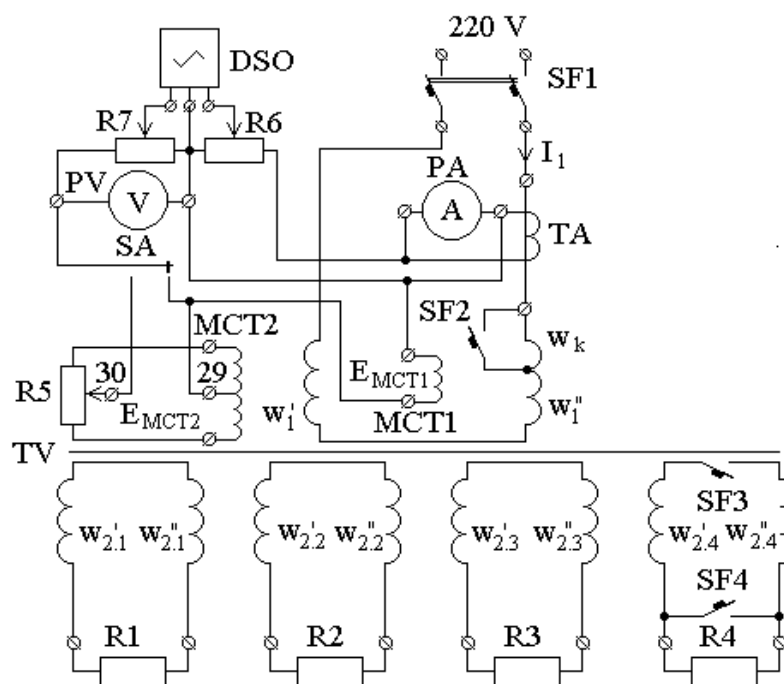 220 V
DSO
SF1
R7
R6
I₁
PV
V
PA
A
TA
SA
MCT2
SF2
wₖ
R5
30
29
E_MCT2
w₁'
E_MCT1
w₁"
MCT1
TV
SF3
w₂.₁'
w₂.₁"
w₂.₂'
w₂.₂"
w₂.₃'
w₂.₃"
w₂.₄'
w₂.₄"
SF4
R1
R2
R3
R4